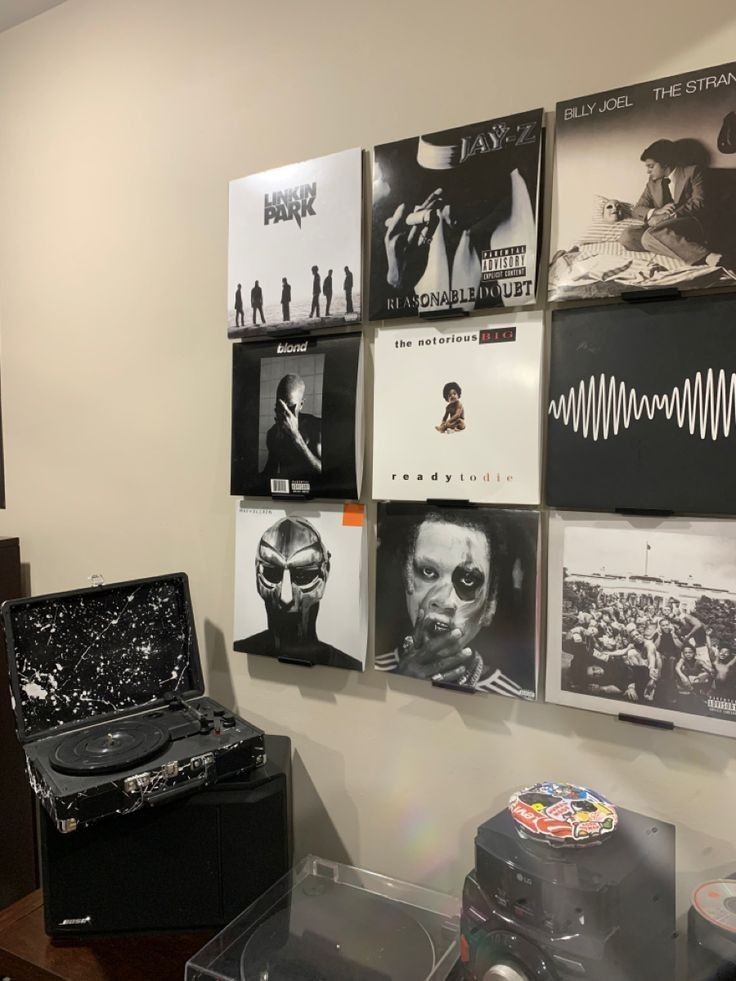 LINKIN
PARK
JAY-Z
PARENTAL
ADVISORY
EXPLICIT CONTENT
REASONABLE DOUBT
BILLY JOEL THE STRAN
blond
the notorious BIG
ready to die
MADVILLAIN
BOSE
LG